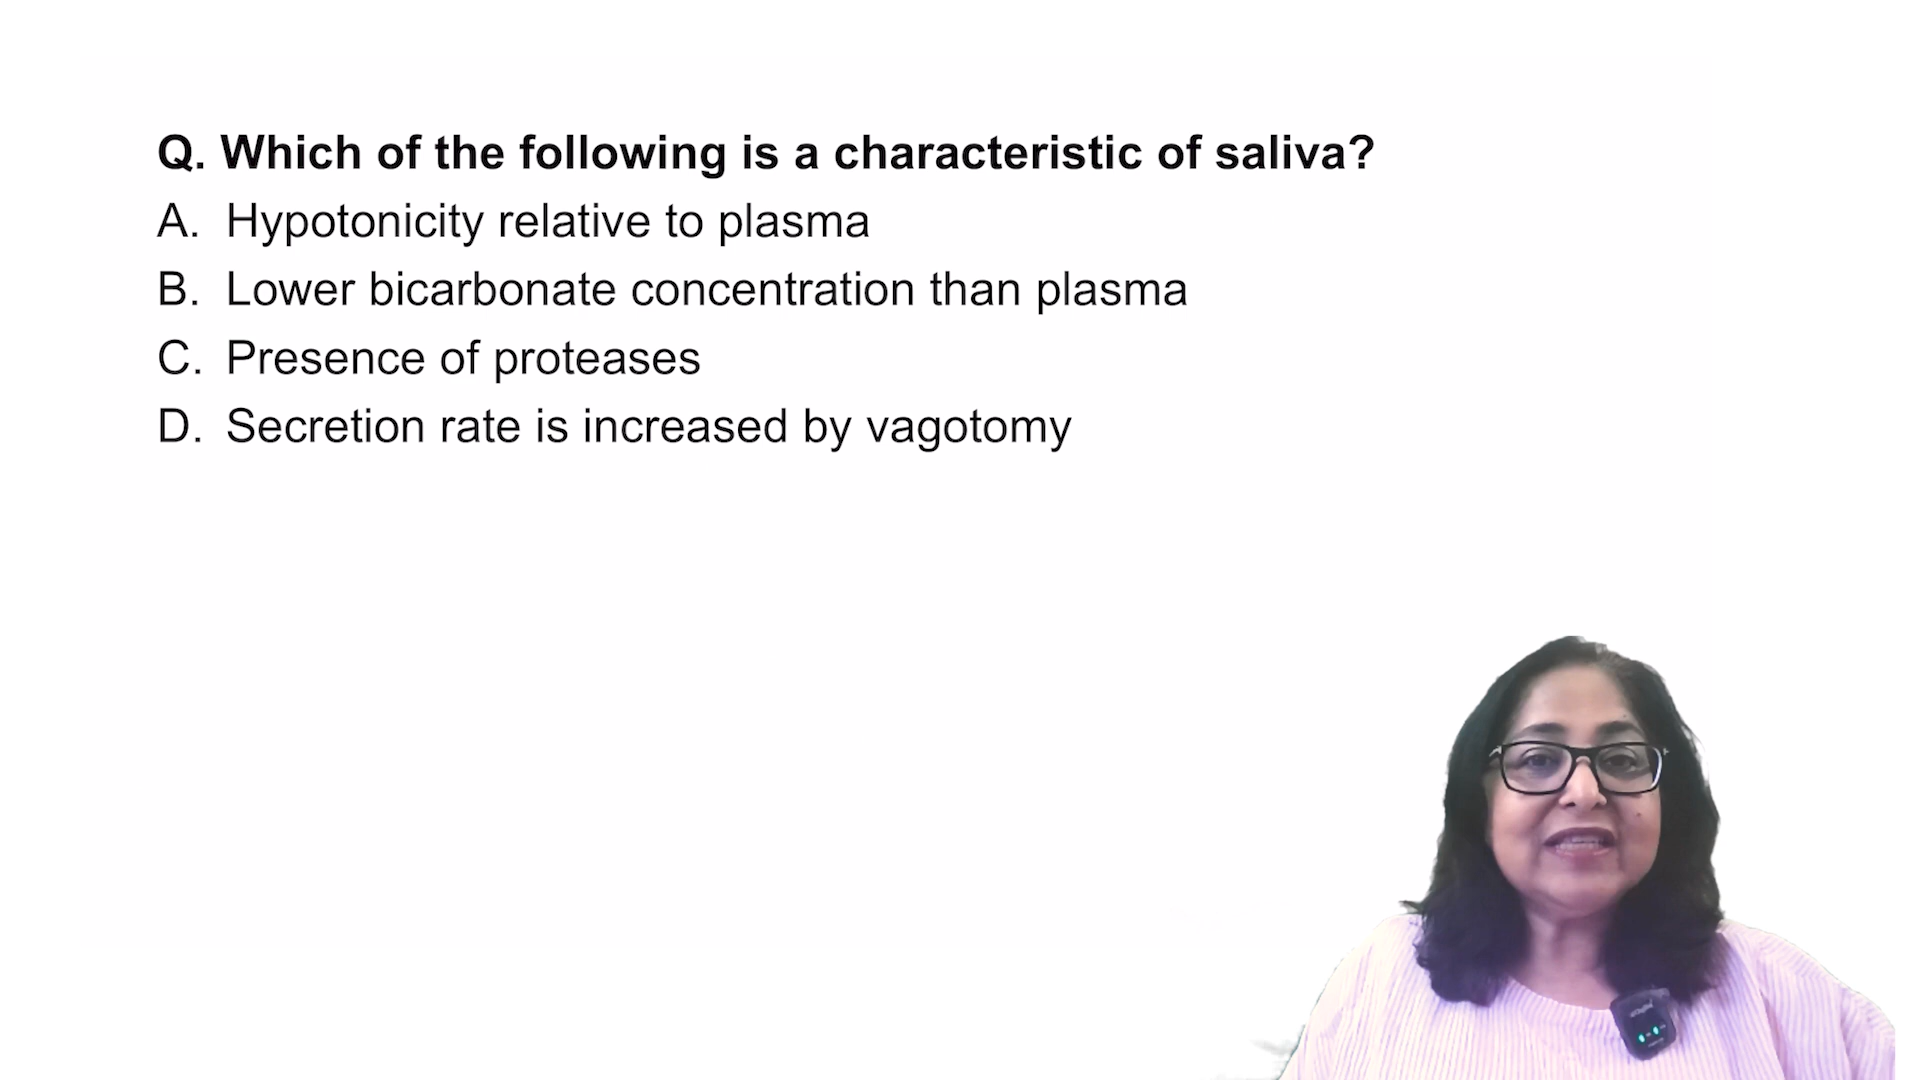 Q. Which of the following is a characteristic of saliva?
A. Hypotonicity relative to plasma
B. Lower bicarbonate concentration than plasma
C. Presence of proteases
D. Secretion rate is increased by vagotomy